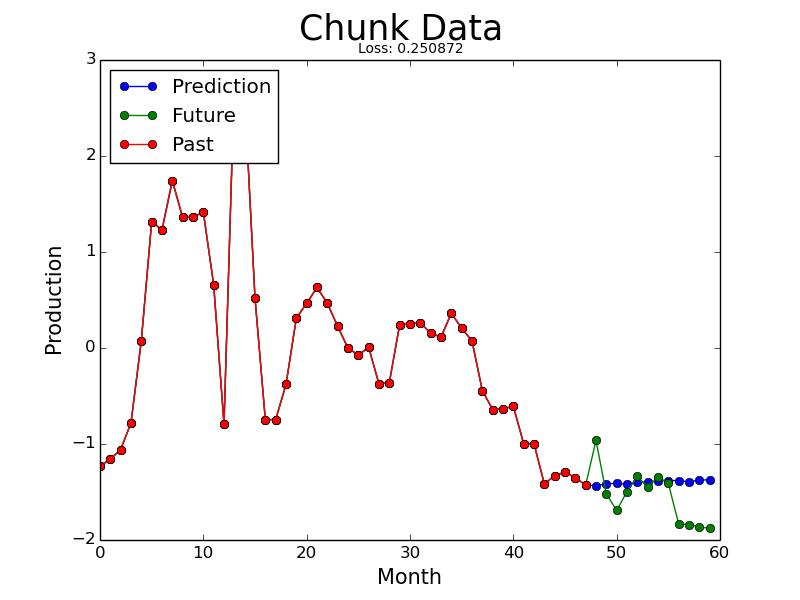 Chunk Data
Loss: 0.250872
Prediction
Future
Past
Production
3
2
1
0
−1
−2
0 10 20 30 40 50 60
Month